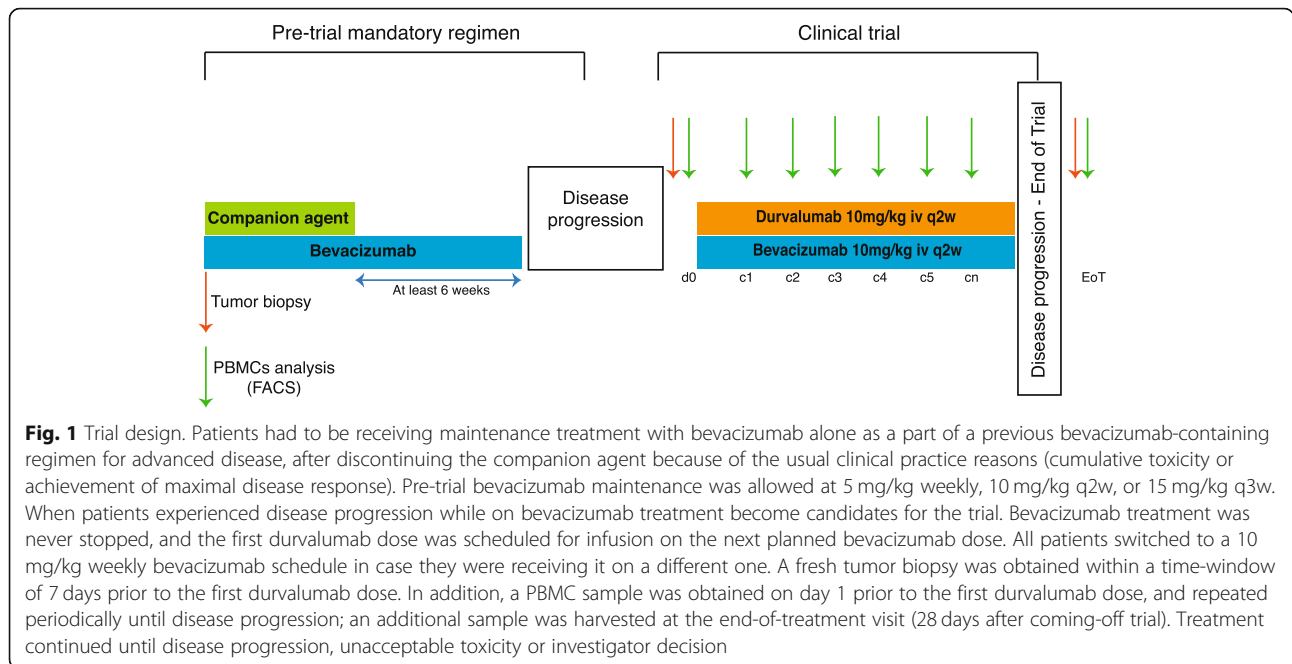 Pre-trial mandatory regimen
Clinical trial
Disease progression - End of Trial
Disease
progression
Companion agent
Durvalumab 10mg/kg iv q2w
Bevacizumab
Bevacizumab 10mg/kg iv q2w
At least 6 weeks
d0 c1 c2 c3 c4 c5 cn EoT
Tumor biopsy
PBMCs analysis
(FACS)
Fig. 1 Trial design. Patients had to be receiving maintenance treatment with bevacizumab alone as a part of a previous bevacizumab-containing
regimen for advanced disease, after discontinuing the companion agent because of the usual clinical practice reasons (cumulative toxicity or
achievement of maximal disease response). Pre-trial bevacizumab maintenance was allowed at 5 mg/kg weekly, 10 mg/kg q2w, or 15 mg/kg q3w.
When patients experienced disease progression while on bevacizumab treatment become candidates for the trial. Bevacizumab treatment was
never stopped, and the first durvalumab dose was scheduled for infusion on the next planned bevacizumab dose. All patients switched to a 10
mg/kg weekly bevacizumab schedule in case they were receiving it on a different one. A fresh tumor biopsy was obtained within a time-window
of 7 days prior to the first durvalumab dose. In addition, a PBMC sample was obtained on day 1 prior to the first durvalumab dose, and repeated
periodically until disease progression; an additional sample was harvested at the end-of-treatment visit (28 days after coming-off trial). Treatment
continued until disease progression, unacceptable toxicity or investigator decision